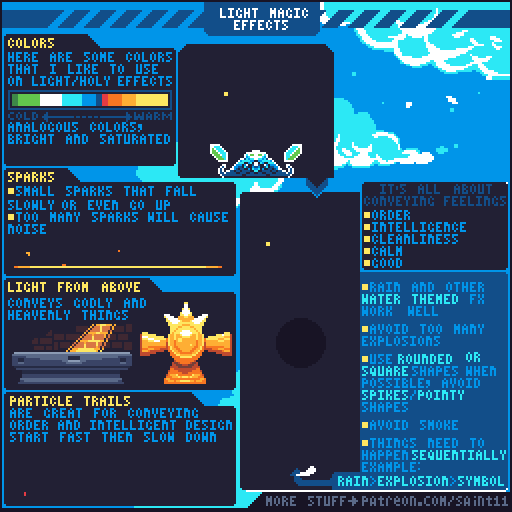 LIGHT MAGIC
EFFECTS
COLORS
HERE ARE SOME COLORS
THAT I LIKE TO USE
ON LIGHT/HOLY EFFECTS
COLD
WARM
ANALOGOUS COLORS,
BRIGHT AND SATURATED
SPARKS
SMALL SPARKS THAT FALL
SLOWLY OR EVEN GO UP
TOO MANY SPARKS WILL CAUSE
NOISE
LIGHT FROM ABOVE
CONVEYS GODLY AND
HEAVENLY THINGS
PARTICLE TRAILS
ARE GREAT FOR CONVEYING
ORDER AND INTELLIGENT DESIGN
START FAST THEN SLOW DOWN
IT'S ALL ABOUT
CONVEYING FEELINGS
ORDER
INTELLIGENCE
CLEANLINESS
CALM
GOOD
RAIN AND OTHER
WATER THEMED FX
WORK WELL
AVOID TOO MANY
EXPLOSIONS
USE ROUNDED OR
SQUARE SHAPES WHEN
POSSIBLE, AVOID
SPIKES/POINTY
SHAPES
AVOID SMOKE
THINGS NEED TO
HAPPEN SEQUENTIALLY
EXAMPLE:
RAIN>EXPLOSION>SYMBOL
MORE STUFF→PATREON.COM/SAINT11